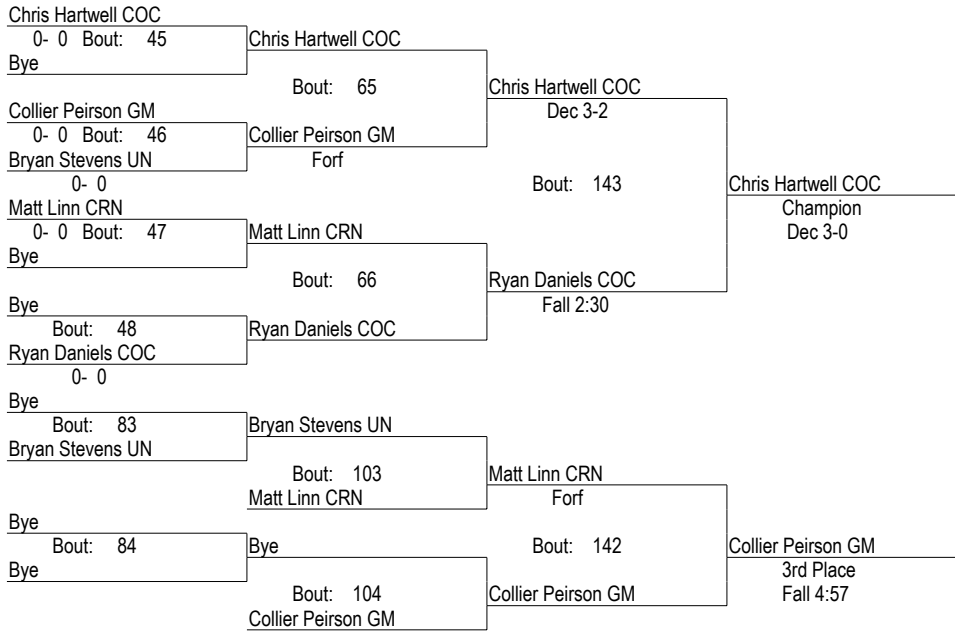 Chris Hartwell COC
0- 0 Bout: 45 Chris Hartwell COC
Bye
Bout: 65 Chris Hartwell COC
Collier Peirson GM Dec 3-2
0- 0 Bout: 46 Collier Peirson GM
Bryan Stevens UN Forf
0- 0 Bout: 143 Chris Hartwell COC
Matt Linn CRN Champion
0- 0 Bout: 47 Matt Linn CRN Dec 3-0
Bye
Bout: 66 Ryan Daniels COC
Bye Fall 2:30
Bout: 48 Ryan Daniels COC
Ryan Daniels COC
0- 0
Bye
Bout: 83 Bryan Stevens UN
Bryan Stevens UN
Bout: 103 Matt Linn CRN
Matt Linn CRN Forf
Bye
Bout: 84 Bye Bout: 142 Collier Peirson GM
Bye 3rd Place
Bout: 104 Collier Peirson GM Fall 4:57
Collier Peirson GM